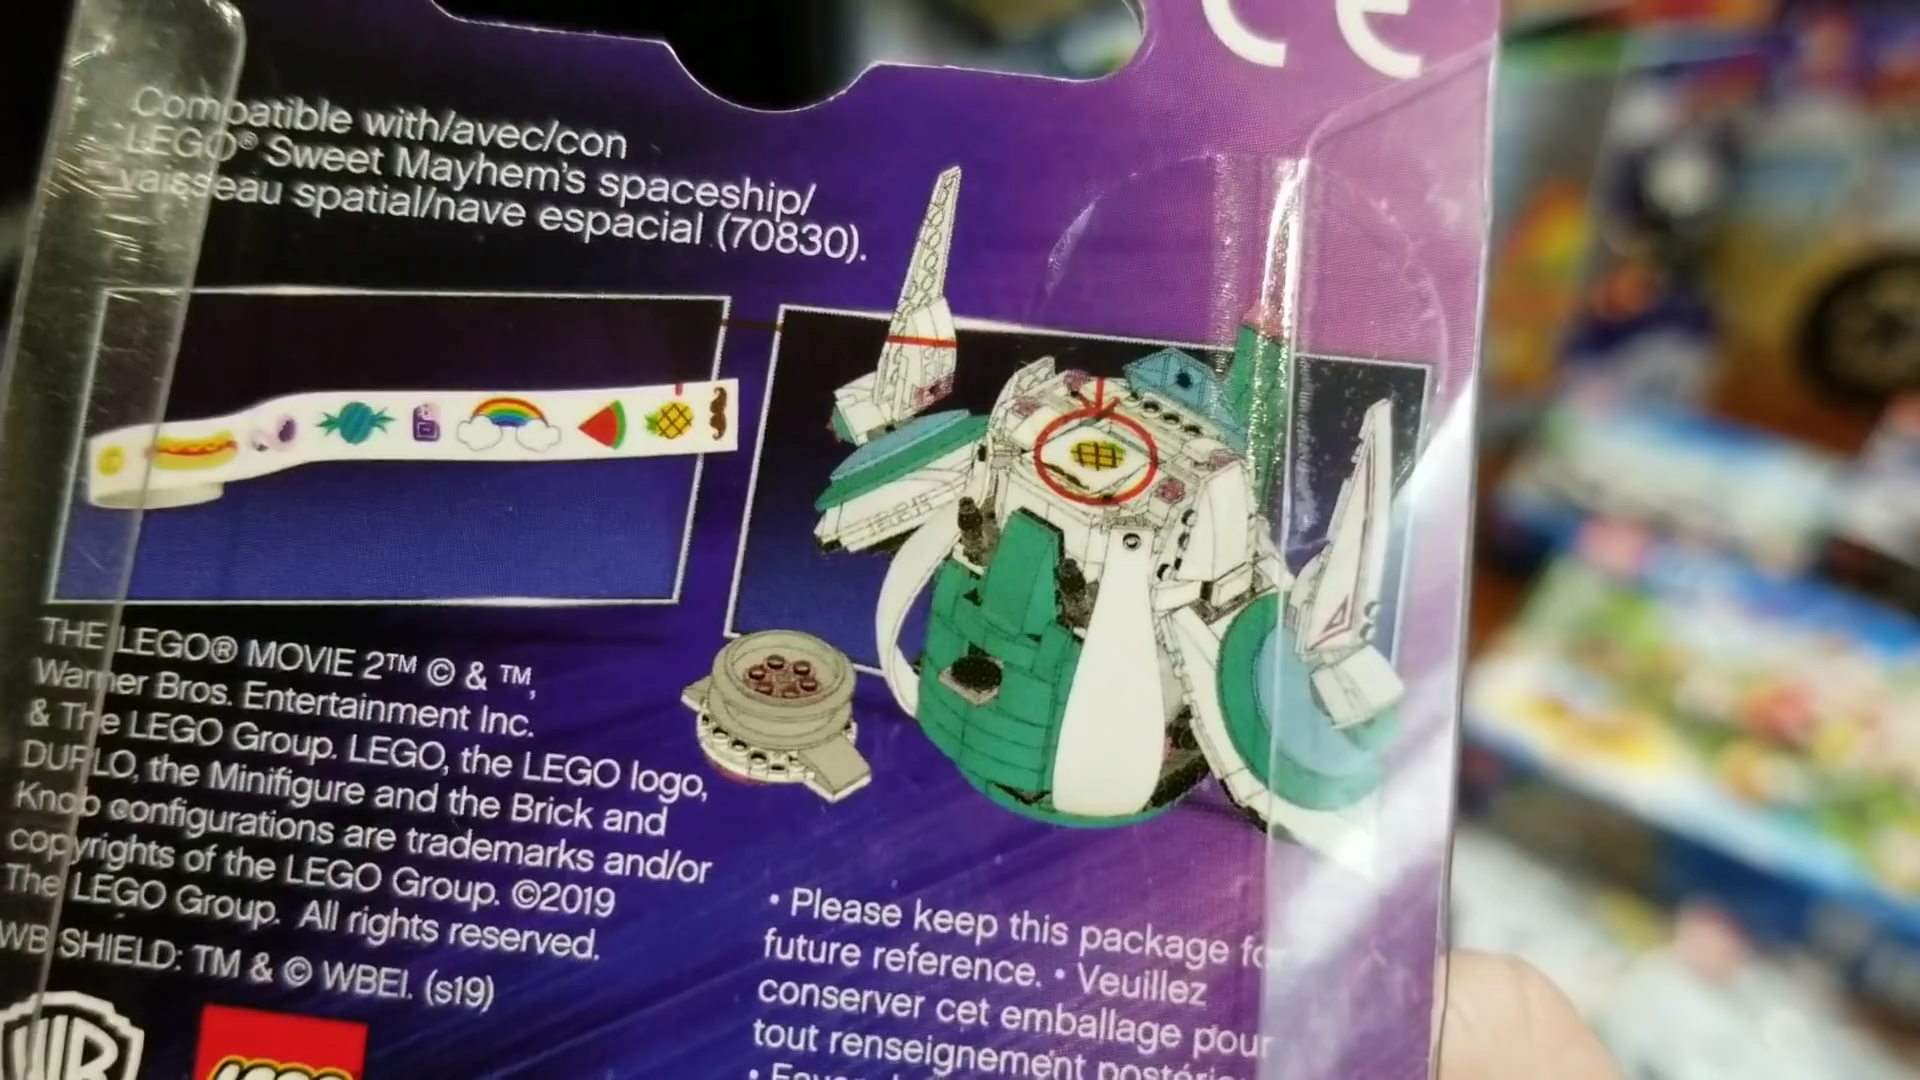 CE
Compatible with/avec/con
LEGO® Sweet Mayhem's spaceship/
vaisseau spatial/nave espacial (70830).
THE LEGO® MOVIE 2™ © & ™,
Warner Bros. Entertainment Inc.
& The LEGO Group. LEGO, the LEGO logo,
DUPLO, the Minifigure and the Brick and
Knob configurations are trademarks and/or
copyrights of the LEGO Group. ©2019
The LEGO Group. All rights reserved.
WB SHIELD: TM & © WBEI. (s19)
WB
LEGO
• Please keep this package for
future reference. • Veuillez
conserver cet emballage pour
tout renseignement